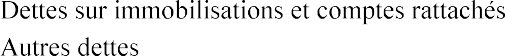 Dettes sur immobilisations et comptes rattachés
Autres dettes